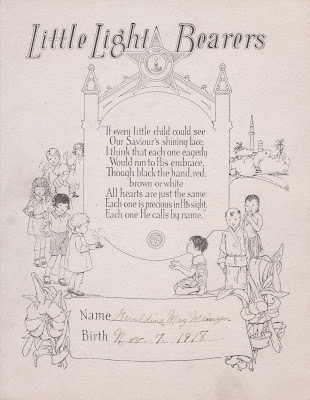 Little Light Bearers
"If every little child could see
Our Saviour's shining face,
I think that each one eagerly
Would run to His embrace.
Though black the hand, red,
brown or white
All hearts are just the same
Each one is precious in His sight,
Each one He calls by name."
Name Geraldine May
Birth Nov. 7. 1918